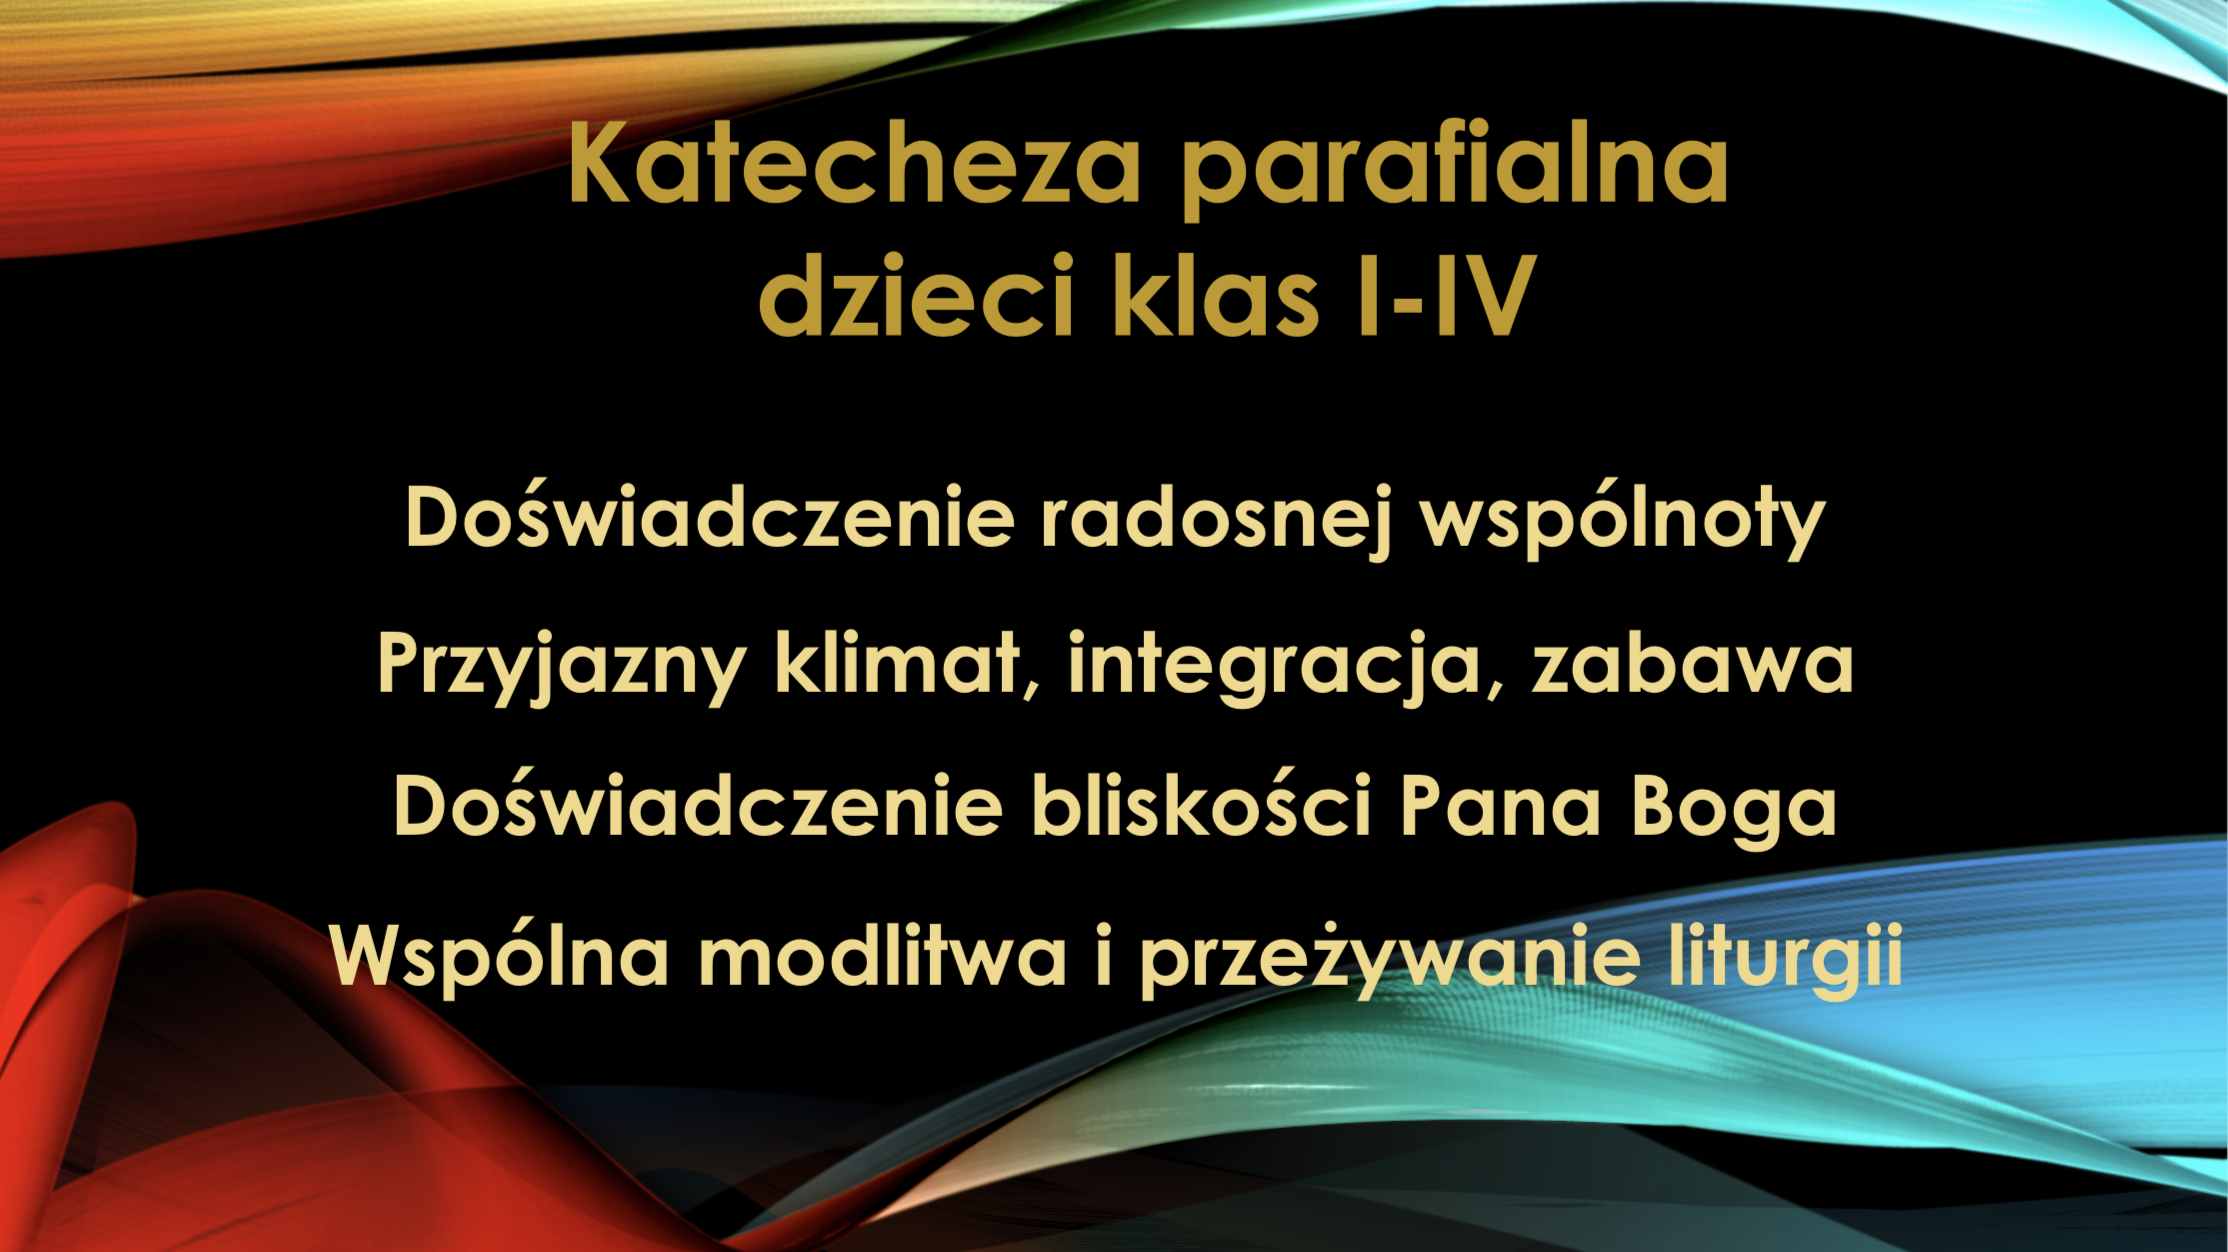 Katecheza parafialna
dzieci klas I-IV
Doświadczenie radosnej wspólnoty
Przyjazny klimat, integracja, zabawa
Doświadczenie bliskości Pana Boga
Wspólna modlitwa i przeżywanie liturgii